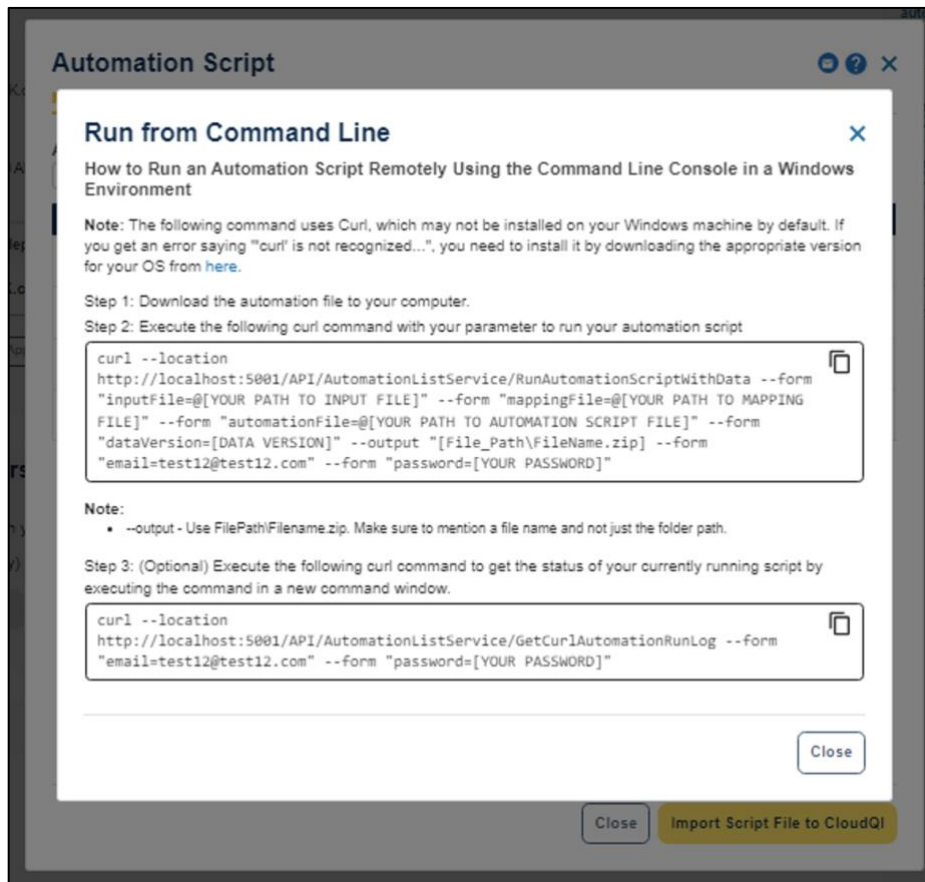 Automation Script
Run from Command Line
How to Run an Automation Script Remotely Using the Command Line Console in a Windows
Environment
Note: The following command uses Curl, which may not be installed on your Windows machine by default. If
you get an error saying "'curl' is not recognized...", you need to install it by downloading the appropriate version
for your OS from here.
Step 1: Download the automation file to your computer.
Step 2: Execute the following curl command with your parameter to run your automation script
curl --location
http://localhost:5001/API/AutomationListService/RunAutomationScriptWithData --form
"inputFile=@[YOUR PATH TO INPUT FILE]" --form "mappingFile=@[YOUR PATH TO MAPPING
FILE]" --form "automationFile=@[YOUR PATH TO AUTOMATION SCRIPT FILE]" --form
"dataVersion=[DATA VERSION]" --output "[File_Path\FileName.zip] --form
"email=test12@test12.com" --form "password=[YOUR PASSWORD]"
Note:
• --output - Use FilePath\Filename.zip. Make sure to mention a file name and not just the folder path.
Step 3: (Optional) Execute the following curl command to get the status of your currently running script by
executing the command in a new command window.
curl --location
http://localhost:5001/API/AutomationListService/GetCurlAutomationRunLog --form
"email=test12@test12.com" --form "password=[YOUR PASSWORD]"
Close
Close
Import Script File to CloudQI